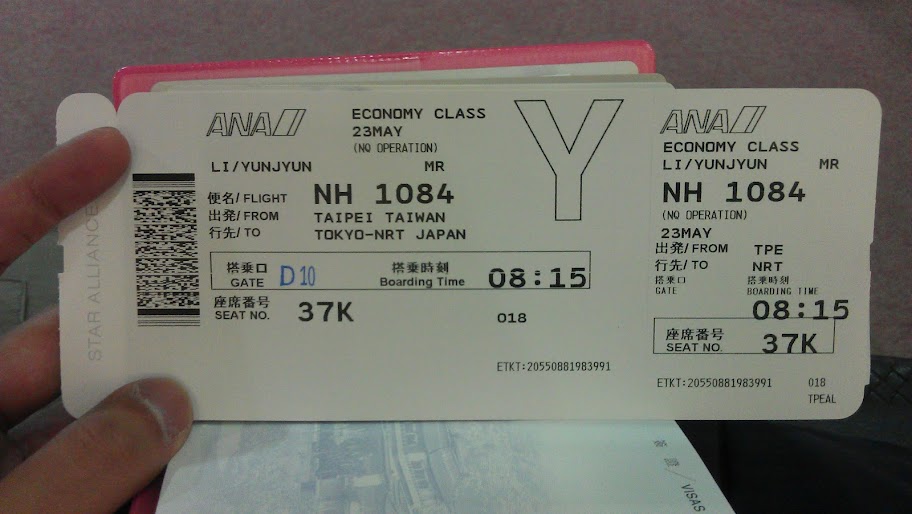 STAR ALLIANCE
ANA
ECONOMY CLASS
23MAY
(NQ OPERATION)
Y
LI/YUNJYUN MR
便名/ FLIGHT NH 1084
出発/ FROM TAIPEI TAIWAN
行先/ TO TOKYO-NRT JAPAN
搭乗口 搭乗時刻
GATE D10 Boarding Time 08:15
座席番号
SEAT NO. 37K
018
ETKT:20550881983991
ANA
ECONOMY CLASS
LI/YUNJYUN MR
NH 1084
(NQ OPERATION)
23MAY
出発/ FROM TPE
行先/ TO NRT
搭乗口 搭乗時刻
GATE BOARDING TIME
08:15
座席番号
SEAT NO. 37K
ETKT:20550881983991 018
TPEAL
簽證/VISAS